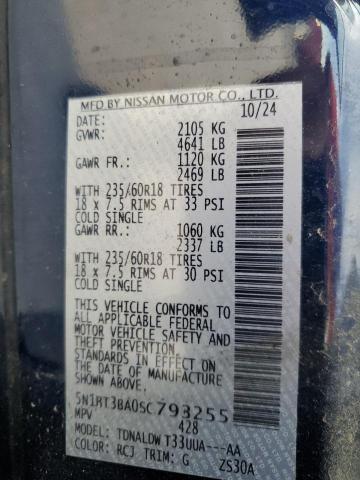 MFD BY NISSAN MOTOR CO., LTD.
DATE: 10/24
GVWR: 2105 KG
4641 LB
GAWR FR.: 1120 KG
2469 LB
WITH 235/60R18 TIRES
18 x 7.5 RIMS AT 33 PSI
COLD SINGLE
GAWR RR.: 1060 KG
2337 LB
WITH 235/60R18 TIRES
18 x 7.5 RIMS AT 30 PSI
COLD SINGLE
THIS VEHICLE CONFORMS TO
ALL APPLICABLE FEDERAL
MOTOR VEHICLE SAFETY AND
THEFT PREVENTION
STANDARDS IN EFFECT ON
THE DATE OF MANUFACTURE
SHOWN ABOVE.
5N1BT3BA0SC793255
MPV 428
MODEL: TDNALDW T33UUA---AA
COLOR: RCJ TRIM: G ZS30A